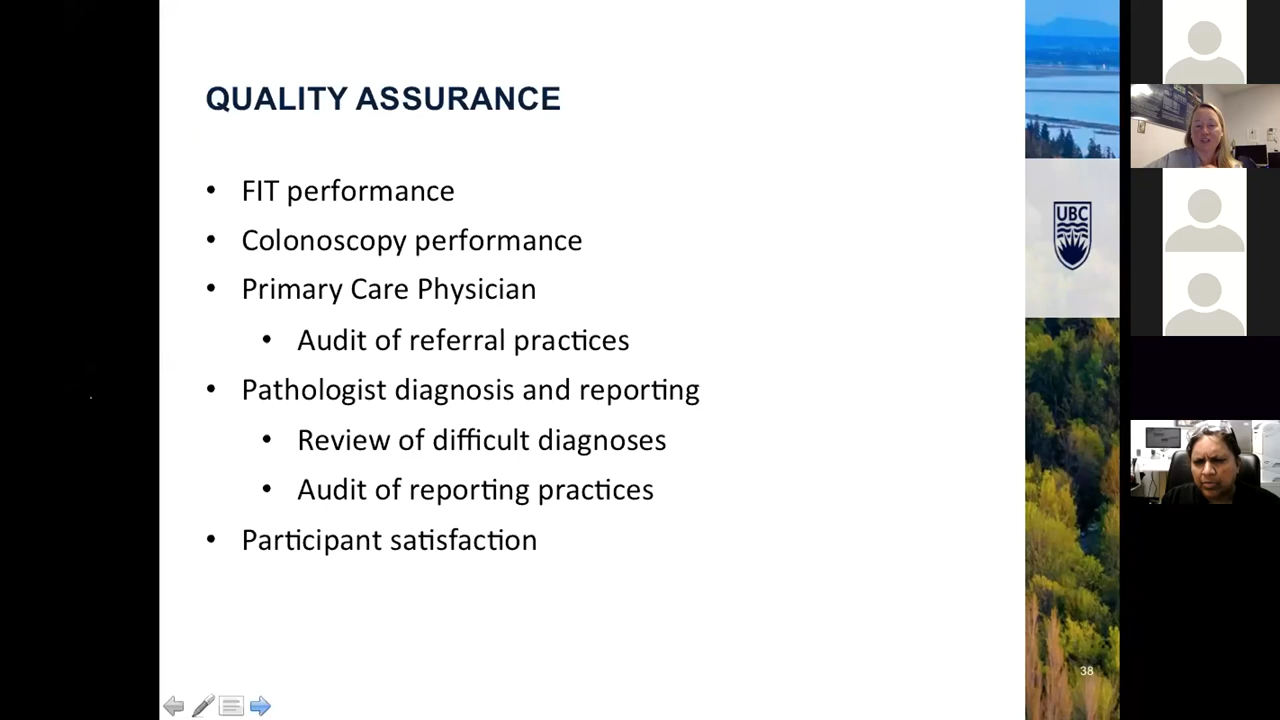 QUALITY ASSURANCE
• FIT performance
• Colonoscopy performance
• Primary Care Physician
• Audit of referral practices
• Pathologist diagnosis and reporting
• Review of difficult diagnoses
• Audit of reporting practices
• Participant satisfaction
UBC
38